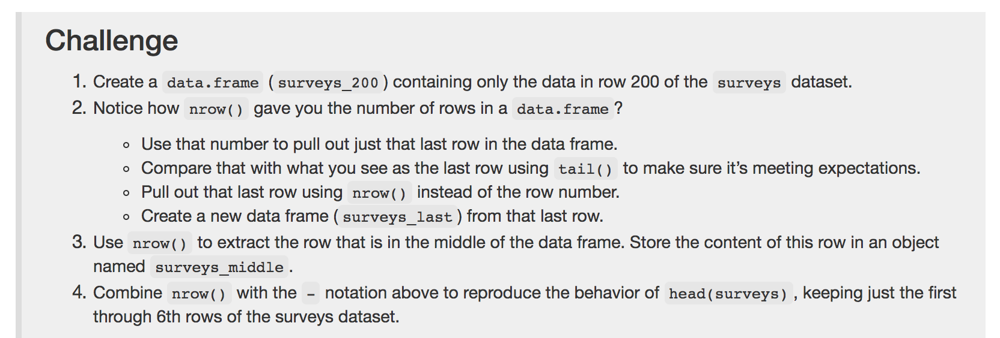 Challenge
1. Create a data.frame (surveys_200) containing only the data in row 200 of the surveys dataset.
2. Notice how nrow() gave you the number of rows in a data.frame?
◦ Use that number to pull out just that last row in the data frame.
◦ Compare that with what you see as the last row using tail() to make sure it’s meeting expectations.
◦ Pull out that last row using nrow() instead of the row number.
◦ Create a new data frame (surveys_last) from that last row.
3. Use nrow() to extract the row that is in the middle of the data frame. Store the content of this row in an object
named surveys_middle.
4. Combine nrow() with the - notation above to reproduce the behavior of head(surveys), keeping just the first
through 6th rows of the surveys dataset.